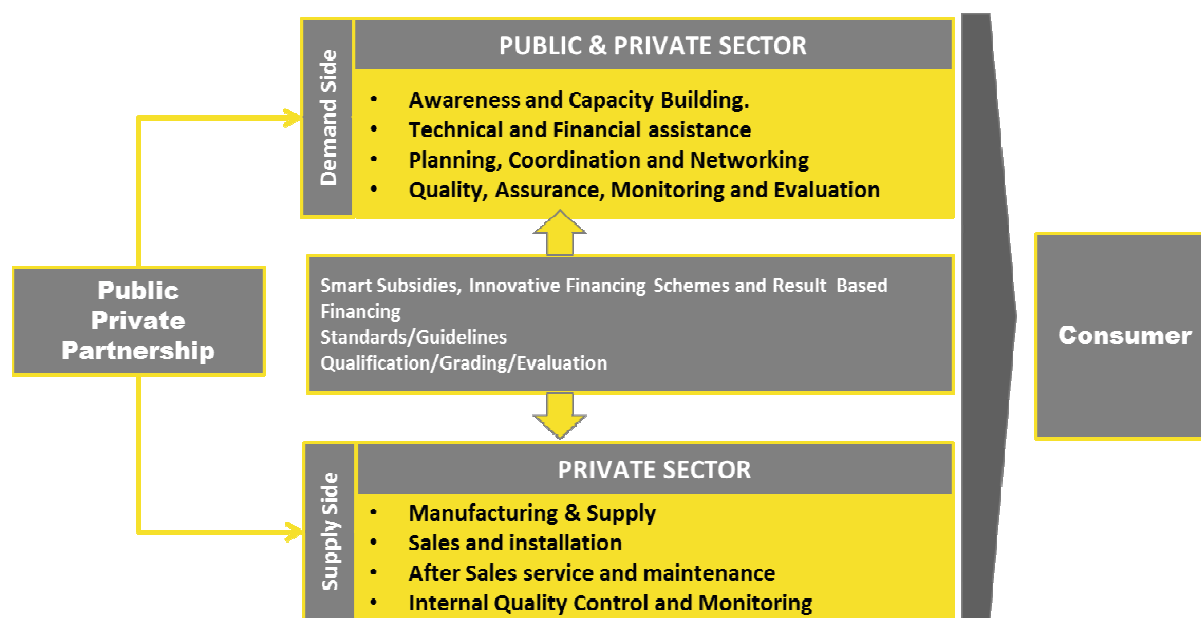 Public
Private
Partnership
Demand Side
PUBLIC & PRIVATE SECTOR
• Awareness and Capacity Building.
• Technical and Financial assistance
• Planning, Coordination and Networking
• Quality, Assurance, Monitoring and Evaluation
Smart Subsidies, Innovative Financing Schemes and Result Based
Financing
Standards/Guidelines
Qualification/Grading/Evaluation
Supply Side
PRIVATE SECTOR
• Manufacturing & Supply
• Sales and installation
• After Sales service and maintenance
• Internal Quality Control and Monitoring
Consumer